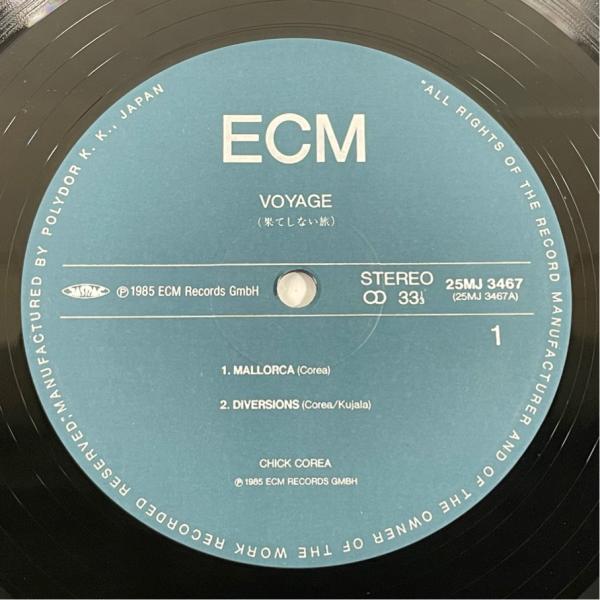 ECM
VOYAGE
(果てしない旅)
JASRAC
℗ 1985 ECM Records GmbH
STEREO
33⅓
25MJ 3467
(25MJ 3467A)
1
1. MALLORCA (Corea)
2. DIVERSIONS (Corea/Kujala)
CHICK COREA
℗ 1985 ECM RECORDS GMBH
"ALL RIGHTS OF THE RECORD MANUFACTURER AND OF THE OWNER OF THE WORK RECORDED RESERVED; MANUFACTURED BY POLYDOR K. K., JAPAN